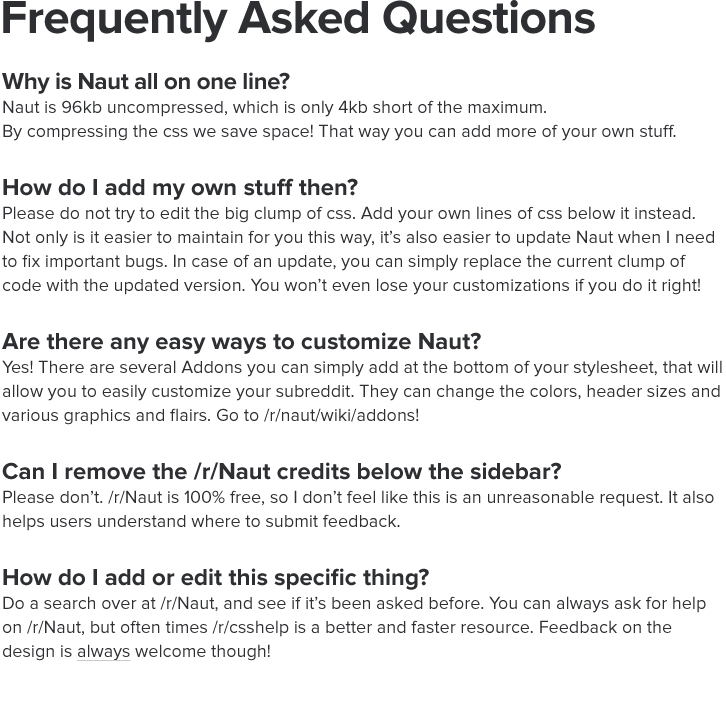 Frequently Asked Questions
Why is Naut all on one line?
Naut is 96kb uncompressed, which is only 4kb short of the maximum.
By compressing the css we save space! That way you can add more of your own stuff.
How do I add my own stuff then?
Please do not try to edit the big clump of css. Add your own lines of css below it instead.
Not only is it easier to maintain for you this way, it’s also easier to update Naut when I need
to fix important bugs. In case of an update, you can simply replace the current clump of
code with the updated version. You won’t even lose your customizations if you do it right!
Are there any easy ways to customize Naut?
Yes! There are several Addons you can simply add at the bottom of your stylesheet, that will
allow you to easily customize your subreddit. They can change the colors, header sizes and
various graphics and flairs. Go to /r/naut/wiki/addons!
Can I remove the /r/Naut credits below the sidebar?
Please don’t. /r/Naut is 100% free, so I don’t feel like this is an unreasonable request. It also
helps users understand where to submit feedback.
How do I add or edit this specific thing?
Do a search over at /r/Naut, and see if it’s been asked before. You can always ask for help
on /r/Naut, but often times /r/csshelp is a better and faster resource. Feedback on the
design is always welcome though!